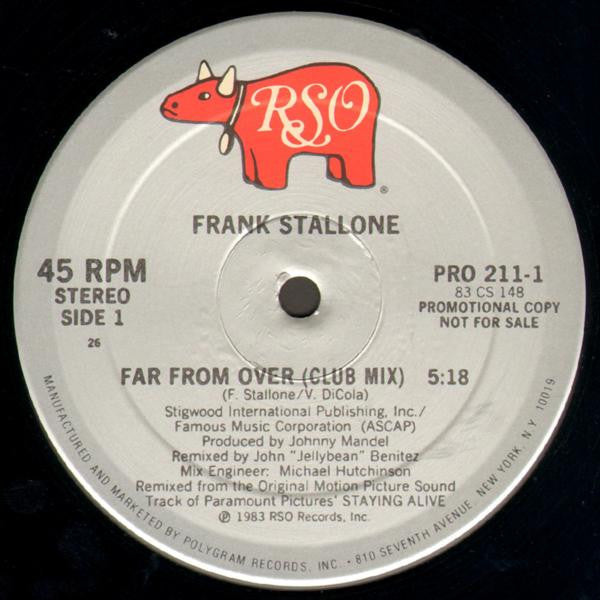 RSO
®
FRANK STALLONE
45 RPM
STEREO
SIDE 1
26
PRO 211-1
83 CS 148
PROMOTIONAL COPY
NOT FOR SALE
FAR FROM OVER (CLUB MIX) 5:18
(F. Stallone/V. DiCola)
Stigwood International Publishing, Inc./
Famous Music Corporation (ASCAP)
Produced by Johnny Mandel
Remixed by John "Jellybean" Benitez
Mix Engineer: Michael Hutchinson
Remixed from the Original Motion Picture Sound
Track of Paramount Pictures' STAYING ALIVE
℗ 1983 RSO Records, Inc.
MANUFACTURED AND MARKETED BY POLYGRAM RECORDS, INC. • 810 SEVENTH AVENUE, NEW YORK, N.Y. 10019